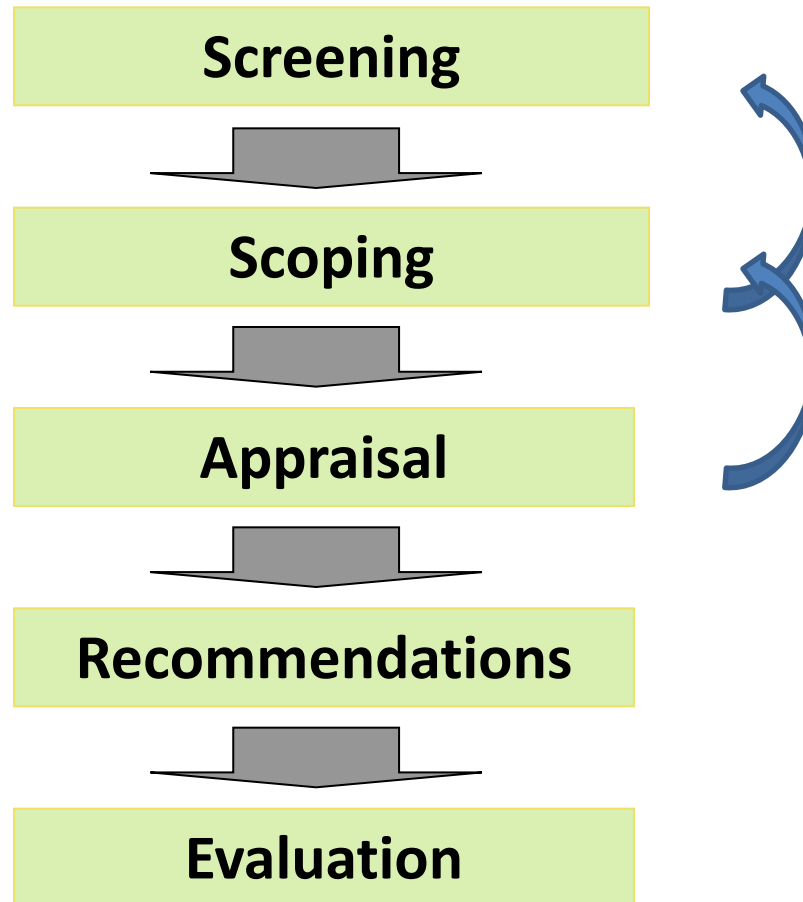 Screening
Scoping
Appraisal
Recommendations
Evaluation